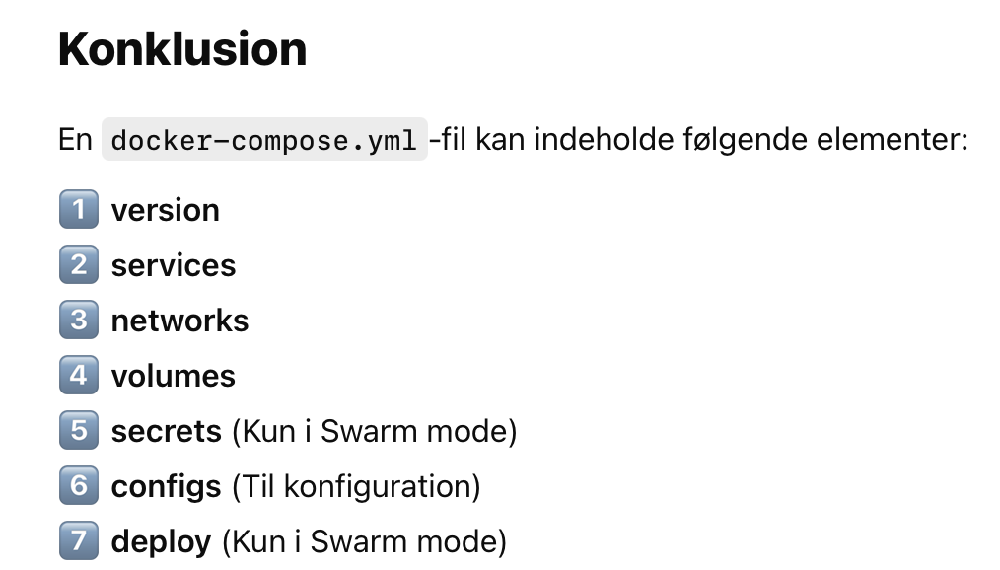 Konklusion
En docker-compose.yml-fil kan indeholde følgende elementer:
1 version
2 services
3 networks
4 volumes
5 secrets (Kun i Swarm mode)
6 configs (Til konfiguration)
7 deploy (Kun i Swarm mode)